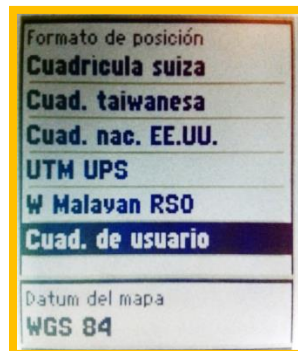 Formato de posición
Cuadrícula suiza
Cuad. taiwanesa
Cuad. nac. EE.UU.
UTM UPS
W Malayan RSO
Cuad. de usuario
Datum del mapa
WGS 84